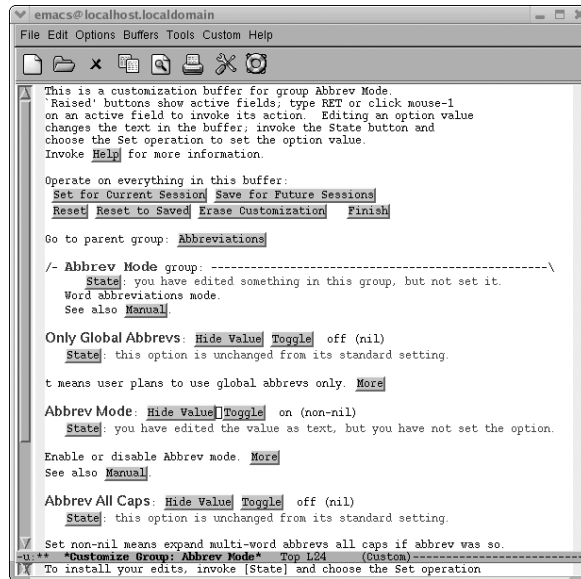 emacs@localhost.localdomain
File Edit Options Buffers Tools Custom Help
This is a customization buffer for group Abbrev Mode.
`Raised' buttons show active fields; type RET or click mouse-1
on an active field to invoke its action.  Editing an option value
changes the text in the buffer; invoke the State button and
choose the Set operation to set the option value.
Invoke Help for more information.
Operate on everything in this buffer:
Set for Current Session Save for Future Sessions
Reset Reset to Saved Erase Customization Finish
Go to parent group: Abbreviations
/- Abbrev Mode group: --------------------------------------------------\
State: you have edited something in this group, but not set it.
Word abbreviations mode.
See also Manual.
Only Global Abbrevs: Hide Value Toggle off (nil)
State: this option is unchanged from its standard setting.
t means user plans to use global abbrevs only. More
Abbrev Mode: Hide Value Toggle on (non-nil)
State: you have edited the value as text, but you have not set the option.
Enable or disable Abbrev mode. More
See also Manual.
Abbrev All Caps: Hide Value Toggle off (nil)
State: this option is unchanged from its standard setting.
Set non-nil means expand multi-word abbrevs all caps if abbrev was so.
-u:** *Customize Group: Abbrev Mode* Top L24 (Custom)-------------------------
To install your edits, invoke [State] and choose the Set operation